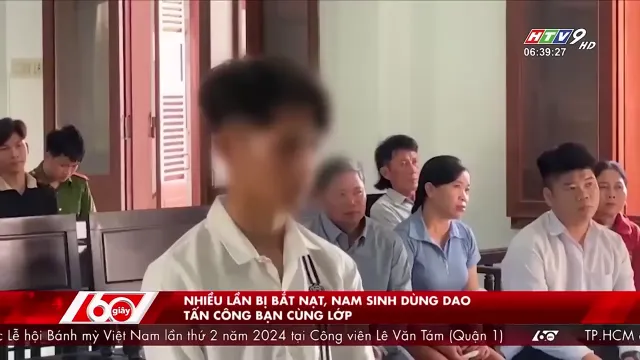 HTV9 HD
06:39:27
60 giây
NHIỀU LẦN BỊ BẮT NẠT, NAM SINH DÙNG DAO
TẤN CÔNG BẠN CÙNG LỚP
c Lễ hội Bánh mỳ Việt Nam lần thứ 2 năm 2024 tại Công viên Lê Văn Tám (Quận 1)
60
TP.HCM